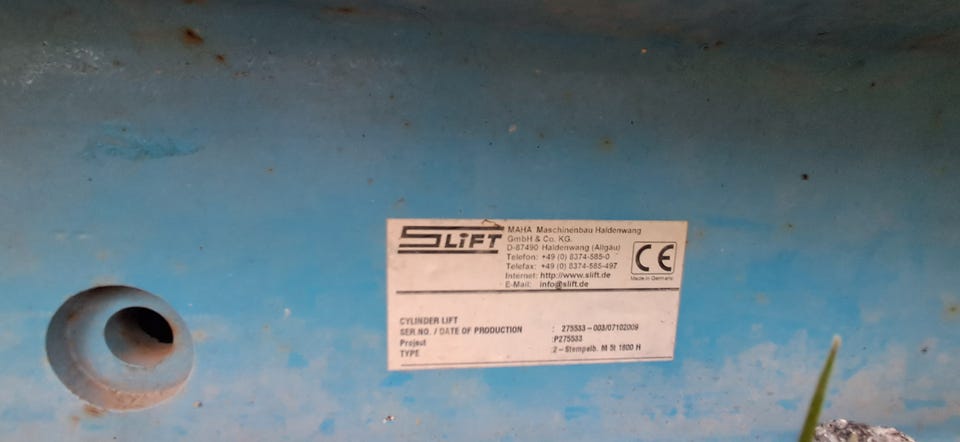 SLIFT
MAHA Maschinenbau Haldenwang
GmbH & Co. KG.
D-87490 Haldenwang (Allgäu)
Telefon: +49 (0) 8374-585-0
Telefax: +49 (0) 8374-585-497
Internet: http://www.slift.de
E-Mail: info@slift.de
CE
Made in Germany
CYLINDER LIFT
SER.NO. / DATE OF PRODUCTION : 275533-003/07102009
Project :P275533
TYPE :2-Stempelb. M 5t 1800 H